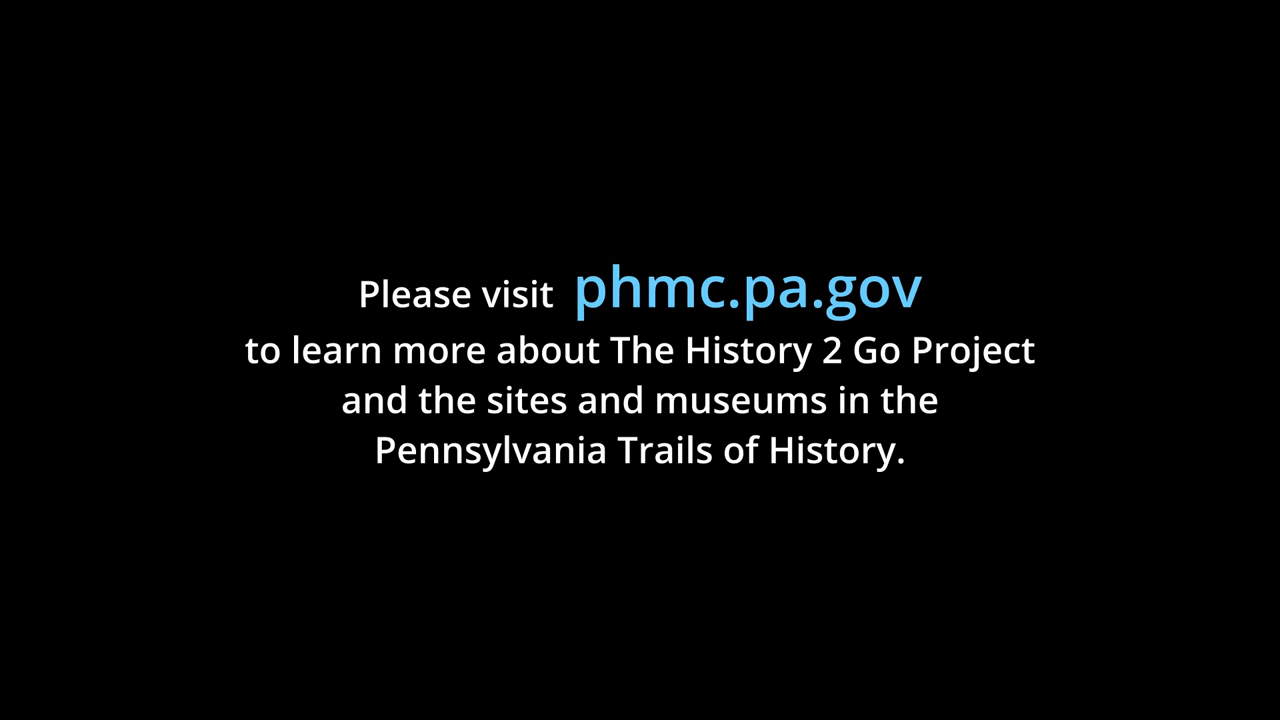 Please visit phmc.pa.gov
to learn more about The History 2 Go Project
and the sites and museums in the
Pennsylvania Trails of History.